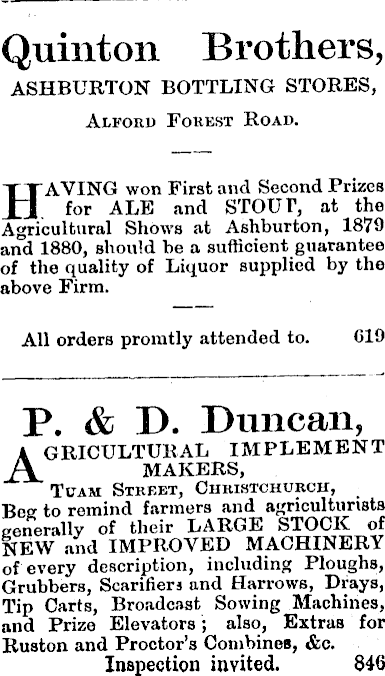 Quinton Brothers,
ASHBURTON BOTTLING STORES,
ALFORD FOREST ROAD.
HAVING won First and Second Prizes
for ALE and STOUT, at the
Agricultural Shows at Ashburton, 1879
and 1880, should be a sufficient guarantee
of the quality of Liquor supplied by the
above Firm.
All orders promtly attended to. 619
P. & D. Duncan,
AGRICULTURAL IMPLEMENT
MAKERS,
TUAM STREET, CHRISTCHURCH,
Beg to remind farmers and agriculturists
generally of their LARGE STOCK of
NEW and IMPROVED MACHINERY
of every description, including Ploughs,
Grubbers, Scarifiers and Harrows, Drays,
Tip Carts, Broadcast Sowing Machines,
and Prize Elevators; also, Extras for
Ruston and Proctor's Combines, &c.
Inspection invited. 846